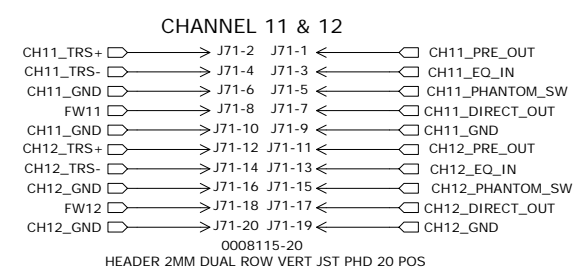 CHANNEL 11 & 12
CH11_TRS+ J71-2 J71-1 CH11_PRE_OUT
CH11_TRS- J71-4 J71-3 CH11_EQ_IN
CH11_GND J71-6 J71-5 CH11_PHANTOM_SW
FW11 J71-8 J71-7 CH11_DIRECT_OUT
CH11_GND J71-10 J71-9 CH11_GND
CH12_TRS+ J71-12 J71-11 CH12_PRE_OUT
CH12_TRS- J71-14 J71-13 CH12_EQ_IN
CH12_GND J71-16 J71-15 CH12_PHANTOM_SW
FW12 J71-18 J71-17 CH12_DIRECT_OUT
CH12_GND J71-20 J71-19 CH12_GND
0008115-20
HEADER 2MM DUAL ROW VERT JST PHD 20 POS